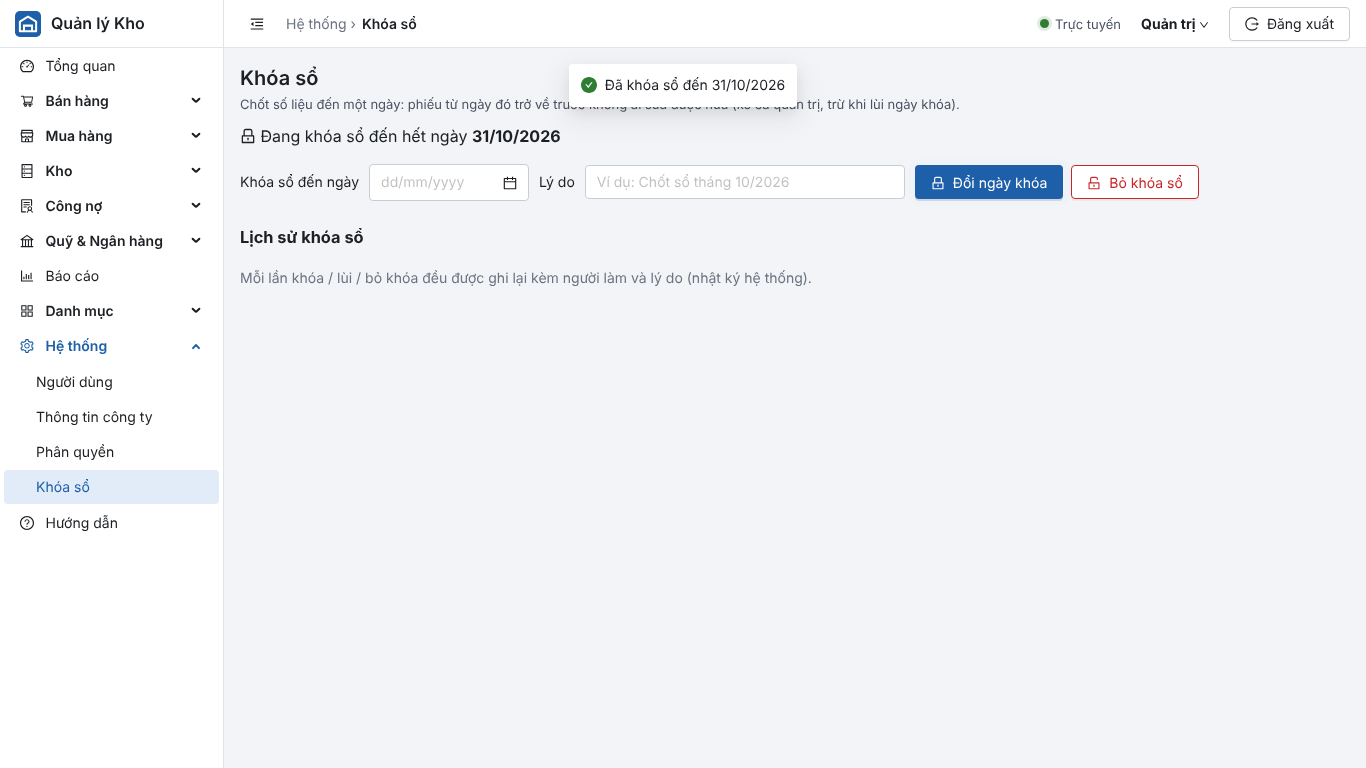 Quản lý Kho
Hệ thống › Khóa sổ
Trực tuyến
Quản trị
Đăng xuất
Tổng quan
Bán hàng
Mua hàng
Kho
Công nợ
Quỹ & Ngân hàng
Báo cáo
Danh mục
Hệ thống
Người dùng
Thông tin công ty
Phân quyền
Khóa sổ
Hướng dẫn
Khóa sổ
Đã khóa sổ đến 31/10/2026
Chốt số liệu đến một ngày: phiếu từ ngày đó trở về trước không ai sửa được nữa (kể cả quản trị, trừ khi lùi ngày khóa).
Đang khóa sổ đến hết ngày 31/10/2026
Khóa sổ đến ngày
dd/mm/yyyy
Lý do
Ví dụ: Chốt sổ tháng 10/2026
Đổi ngày khóa
Bỏ khóa sổ
Lịch sử khóa sổ
Mỗi lần khóa / lùi / bỏ khóa đều được ghi lại kèm người làm và lý do (nhật ký hệ thống).